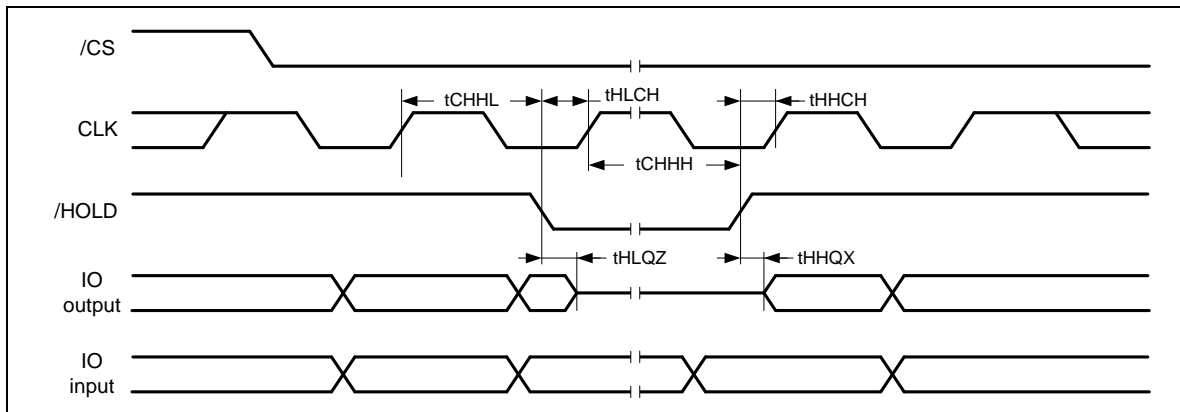 /CS
tCHHL
tHLCH
tHHCH
CLK
tCHHH
/HOLD
tHLQZ
tHHQX
IO
output
IO
input